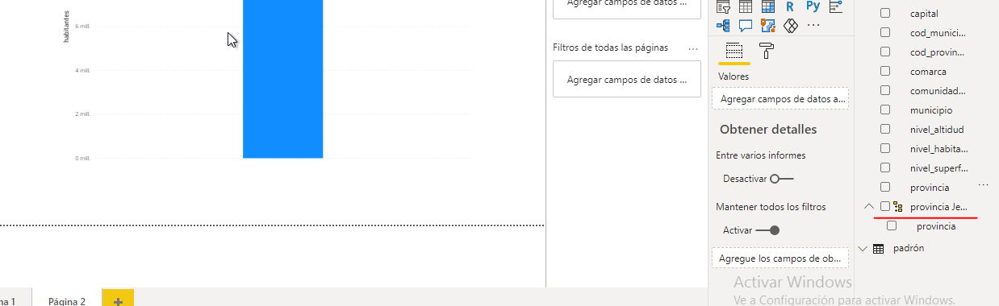 Agregar campos de datos ...
habitantes
6 mill.
4 mill.
2 mill.
0 mill.
Filtros de todas las páginas
...
Agregar campos de datos ...
R
Py
...
Valores
Agregar campos de datos a...
Obtener detalles
Entre varios informes
Desactivar
Mantener todos los filtros
Activar
Agregue los campos de ob...
capital
cod_munici...
cod_provin...
comarca
comunidad...
municipio
nivel_altidud
nivel_habita...
nivel_superf...
provincia
...
provincia Je...
provincia
padrón
Activar Windows
Ve a Configuración para activar Windows.
na 1
Página 2
+